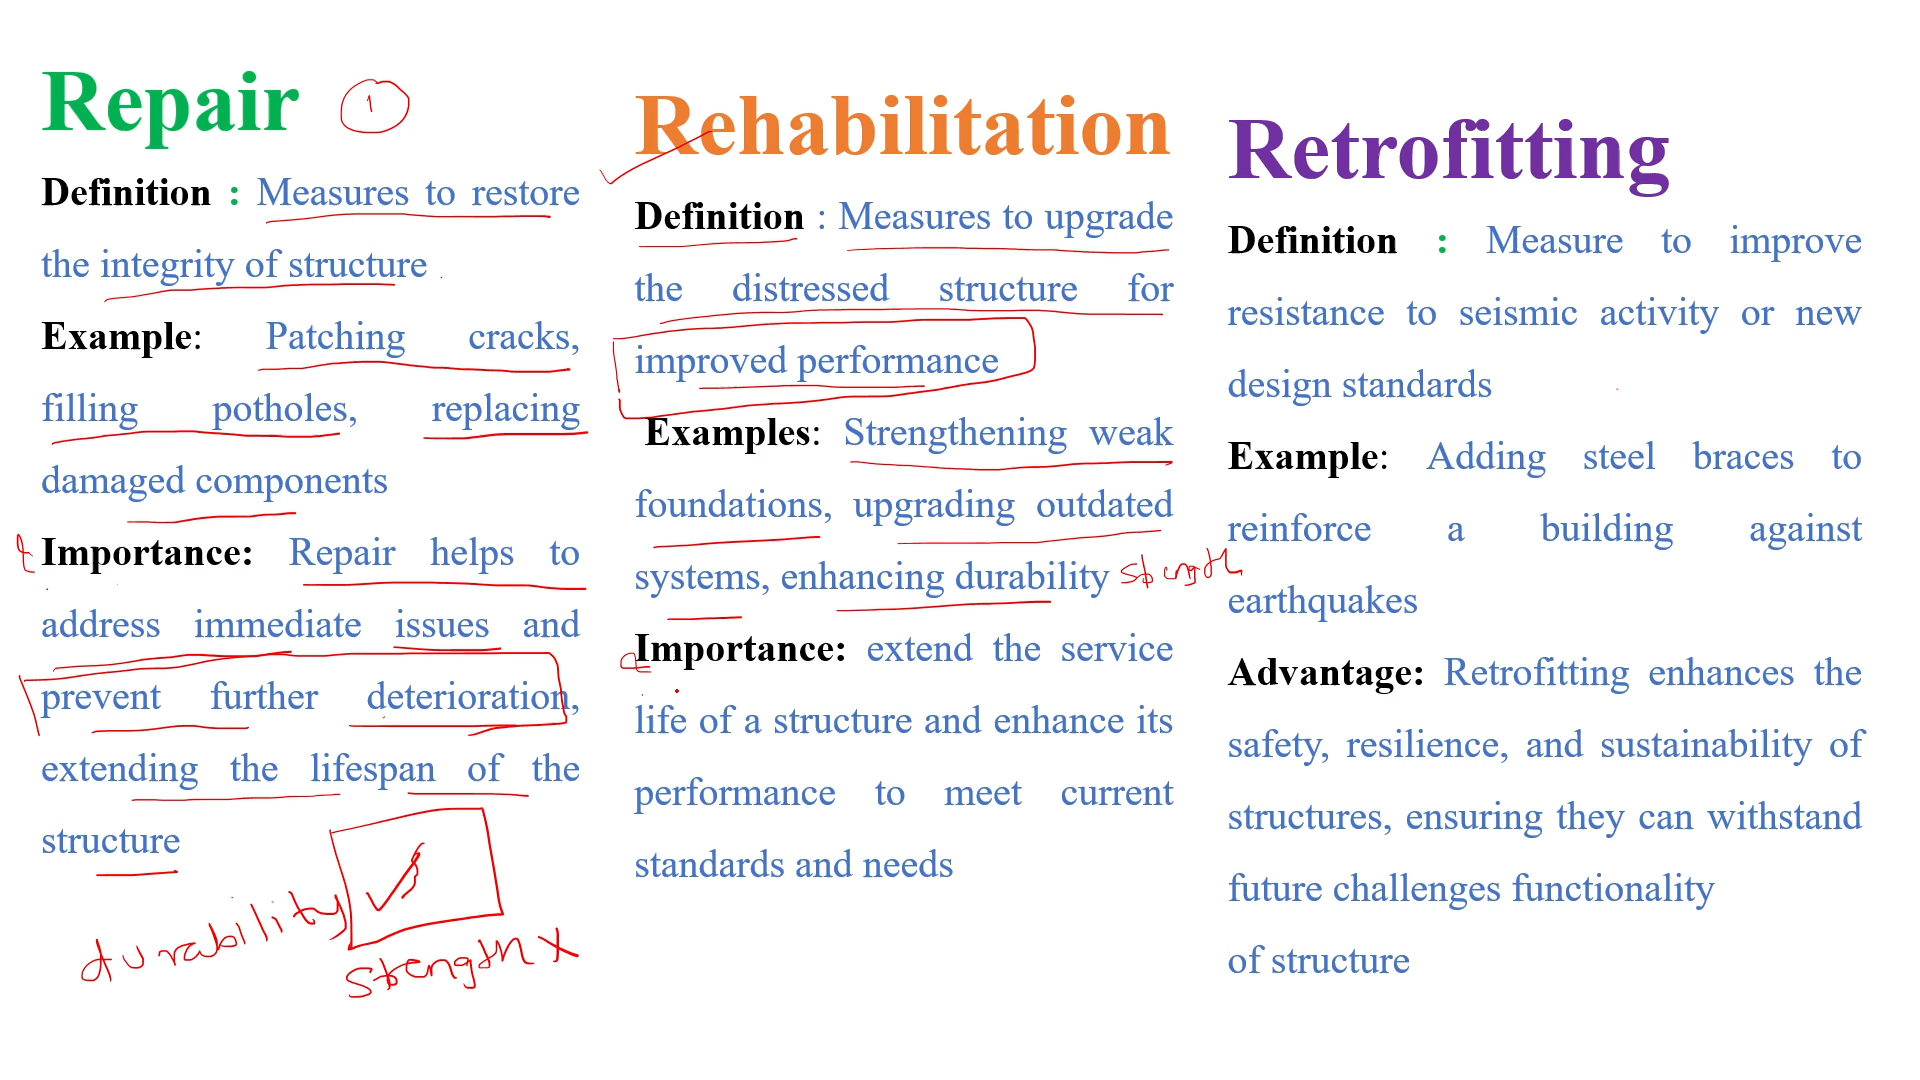 Repair
1
Definition : Measures to restore
the integrity of structure
Example: Patching cracks,
filling potholes, replacing
damaged components
Importance: Repair helps to
address immediate issues and
prevent further deterioration,
extending the lifespan of the
structure
durability
strength X
Rehabilitation
Definition : Measures to upgrade
the distressed structure for
improved performance
Examples: Strengthening weak
foundations, upgrading outdated
systems, enhancing durability strength
Importance: extend the service
life of a structure and enhance its
performance to meet current
standards and needs
Retrofitting
Definition : Measure to improve
resistance to seismic activity or new
design standards
Example: Adding steel braces to
reinforce a building against
earthquakes
Advantage: Retrofitting enhances the
safety, resilience, and sustainability of
structures, ensuring they can withstand
future challenges functionality
of structure